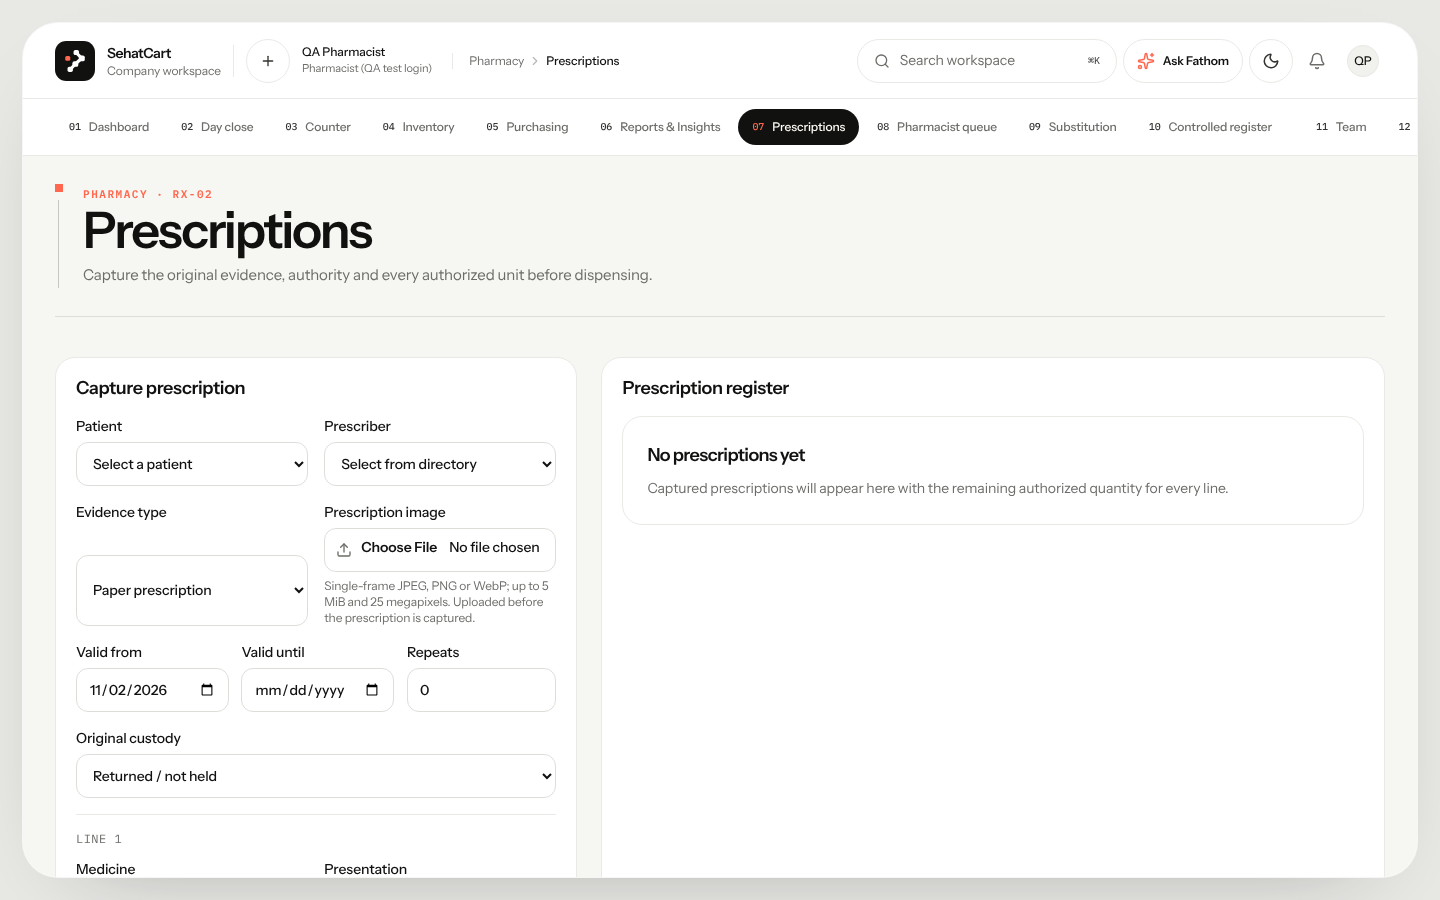 SehatCart
Company workspace
QA Pharmacist
Pharmacist (QA test login)
Pharmacy > Prescriptions
Search workspace ⌘K
Ask Fathom
QP
01 Dashboard
02 Day close
03 Counter
04 Inventory
05 Purchasing
06 Reports & Insights
07 Prescriptions
08 Pharmacist queue
09 Substitution
10 Controlled register
11 Team
12
PHARMACY · RX-02
Prescriptions
Capture the original evidence, authority and every authorized unit before dispensing.
Capture prescription
Patient
Select a patient
Prescriber
Select from directory
Evidence type
Paper prescription
Prescription image
Choose File No file chosen
Single-frame JPEG, PNG or WebP; up to 5
MiB and 25 megapixels. Uploaded before
the prescription is captured.
Valid from
11/02/2026
Valid until
mm/dd/yyyy
Repeats
0
Original custody
Returned / not held
LINE 1
Medicine
Presentation
Prescription register
No prescriptions yet
Captured prescriptions will appear here with the remaining authorized quantity for every line.